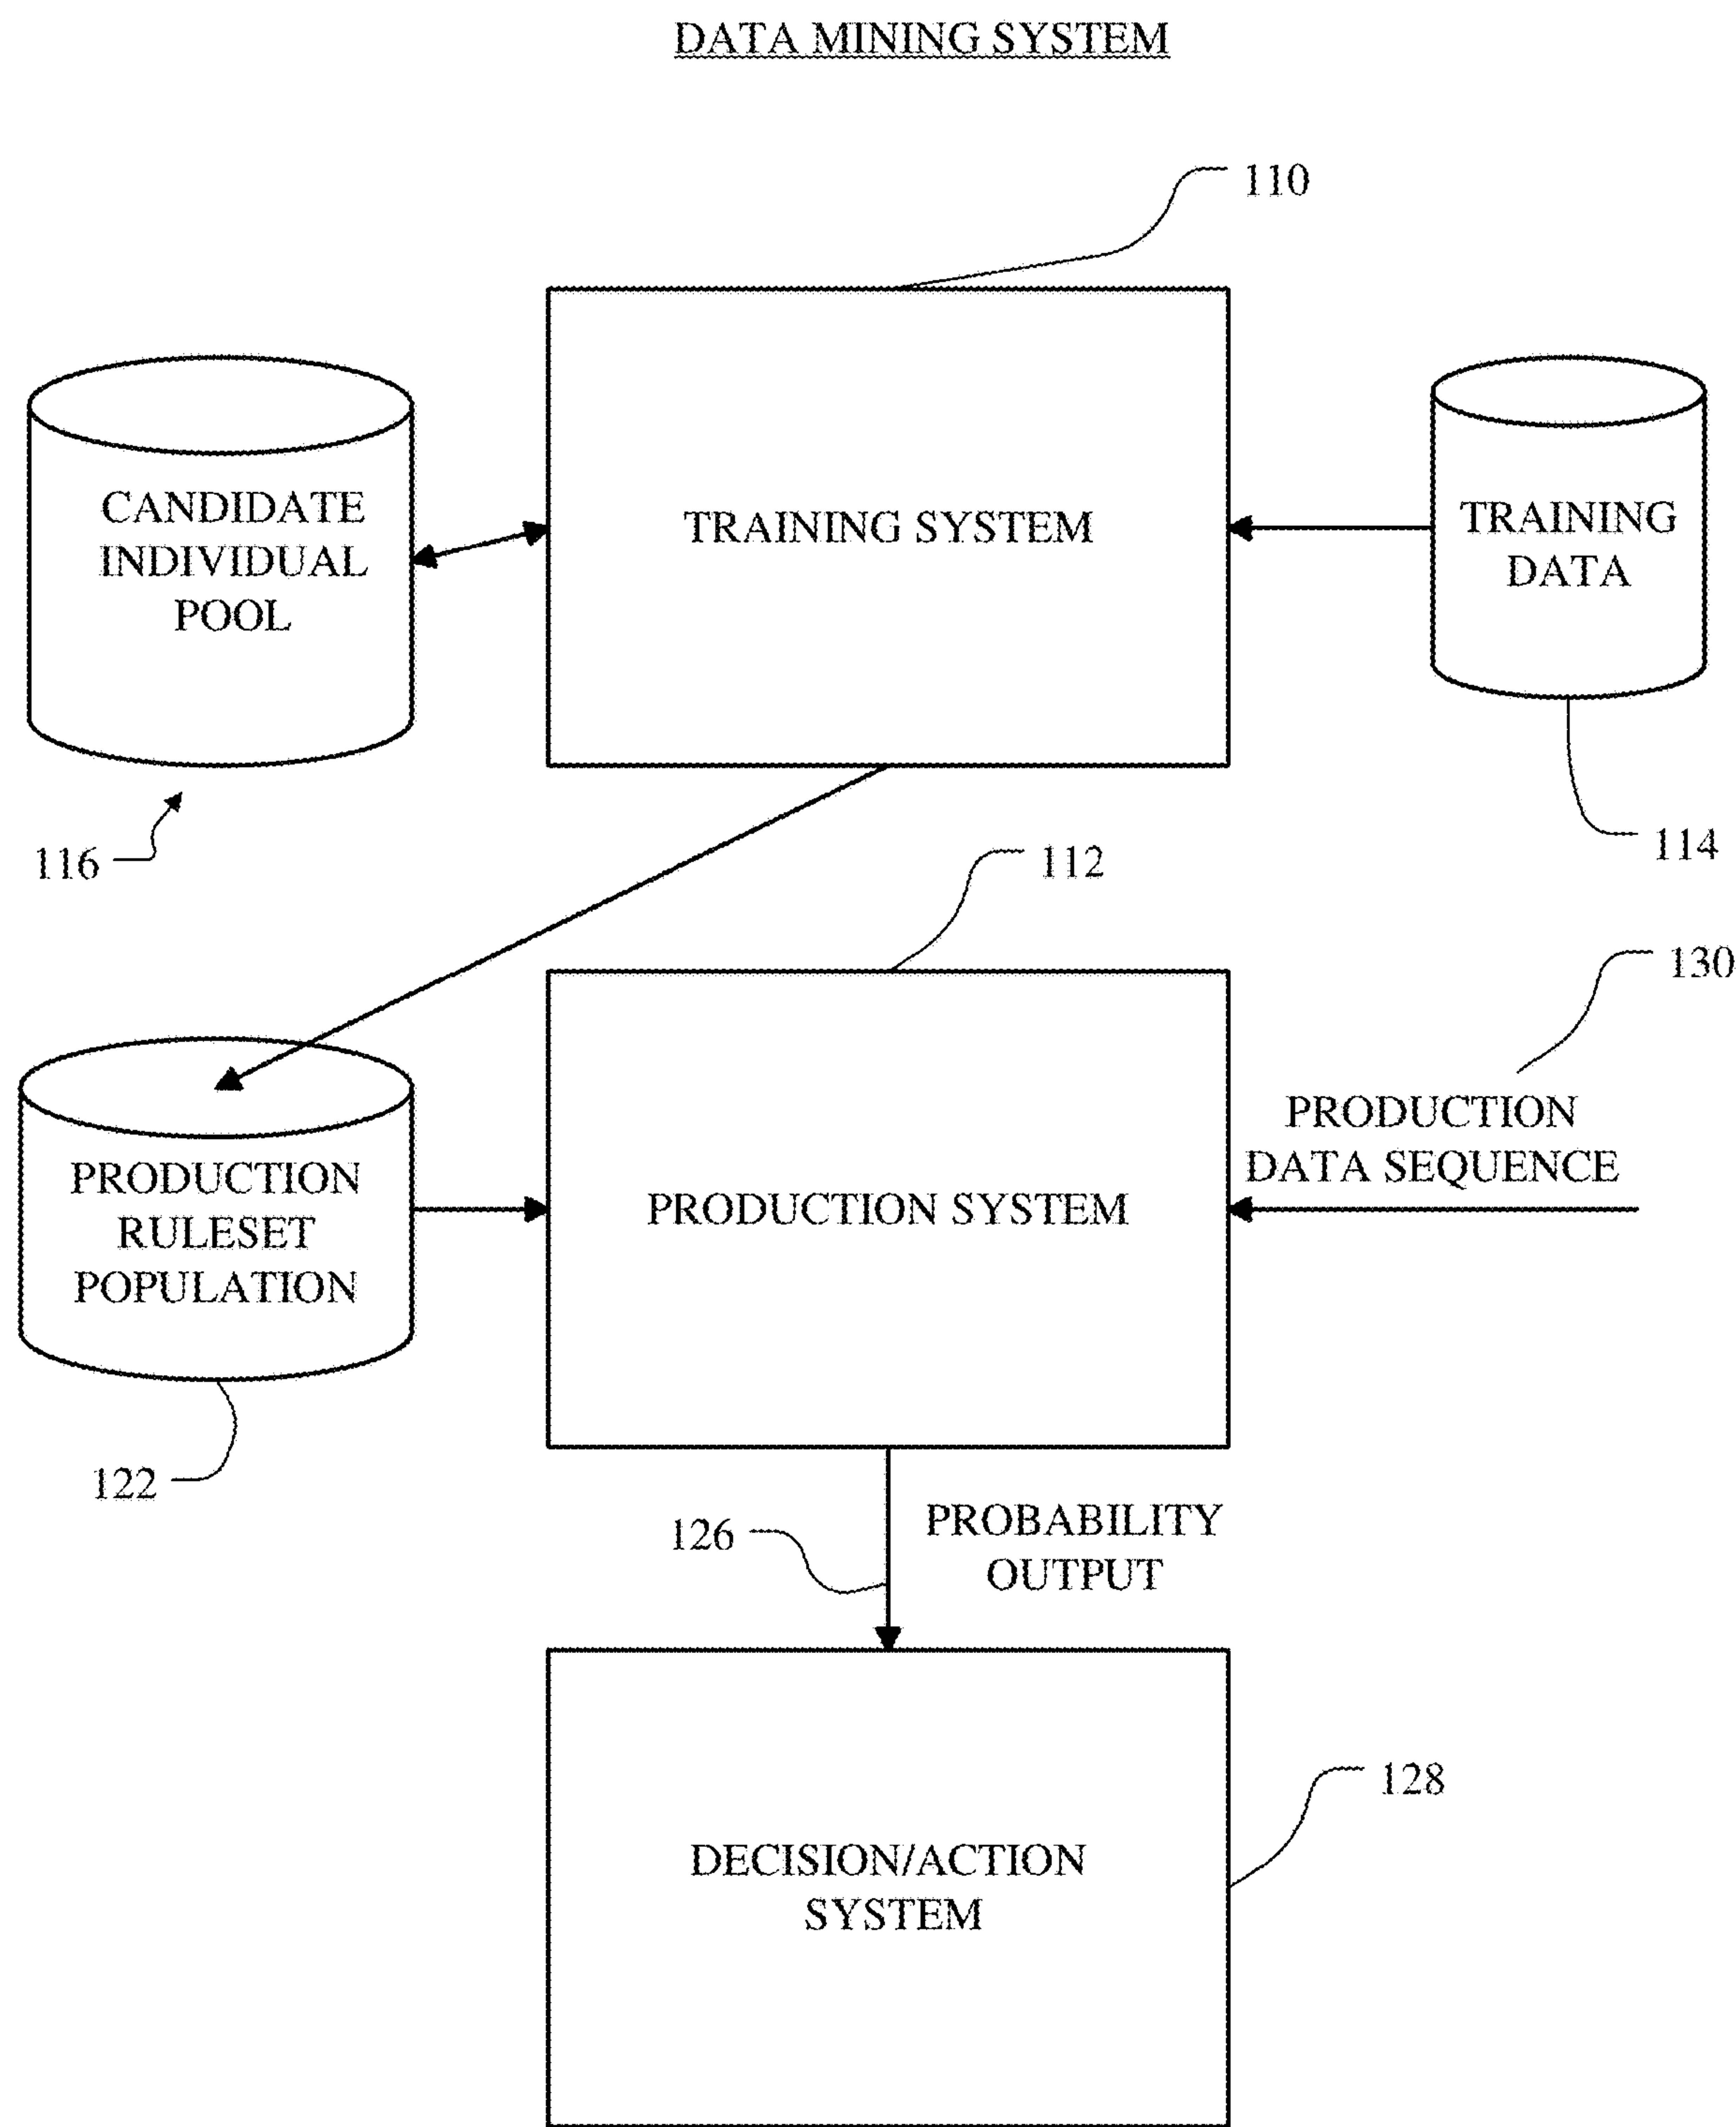 DATA MINING SYSTEM
110
CANDIDATE
INDIVIDUAL
POOL
TRAINING SYSTEM
TRAINING
DATA
116
114
112
130
PRODUCTION
RULESET
POPULATION
PRODUCTION SYSTEM
PRODUCTION
DATA SEQUENCE
122
126
PROBABILITY
OUTPUT
128
DECISION/ACTION
SYSTEM